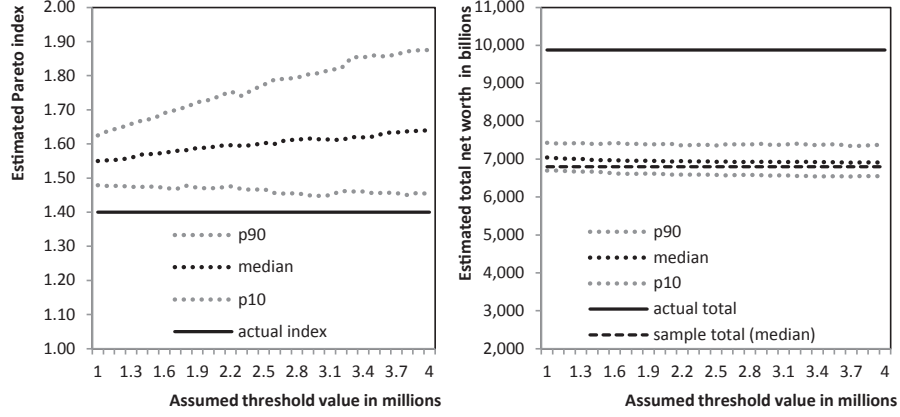 Estimated Pareto index
2.00
1.90
1.80
1.70
1.60
1.50
1.40
1.30
1.20
1.10
1.00
p90
median
p10
actual index
1 1.3 1.6 1.9 2.2 2.5 2.8 3.1 3.4 3.7 4
Assumed threshold value in millions
Estimated total net worth in billions
11,000
10,000
9,000
8,000
7,000
6,000
5,000
4,000
3,000
2,000
p90
median
p10
actual total
sample total (median)
1 1.3 1.6 1.9 2.2 2.5 2.8 3.1 3.4 3.7 4
Assumed threshold value in millions